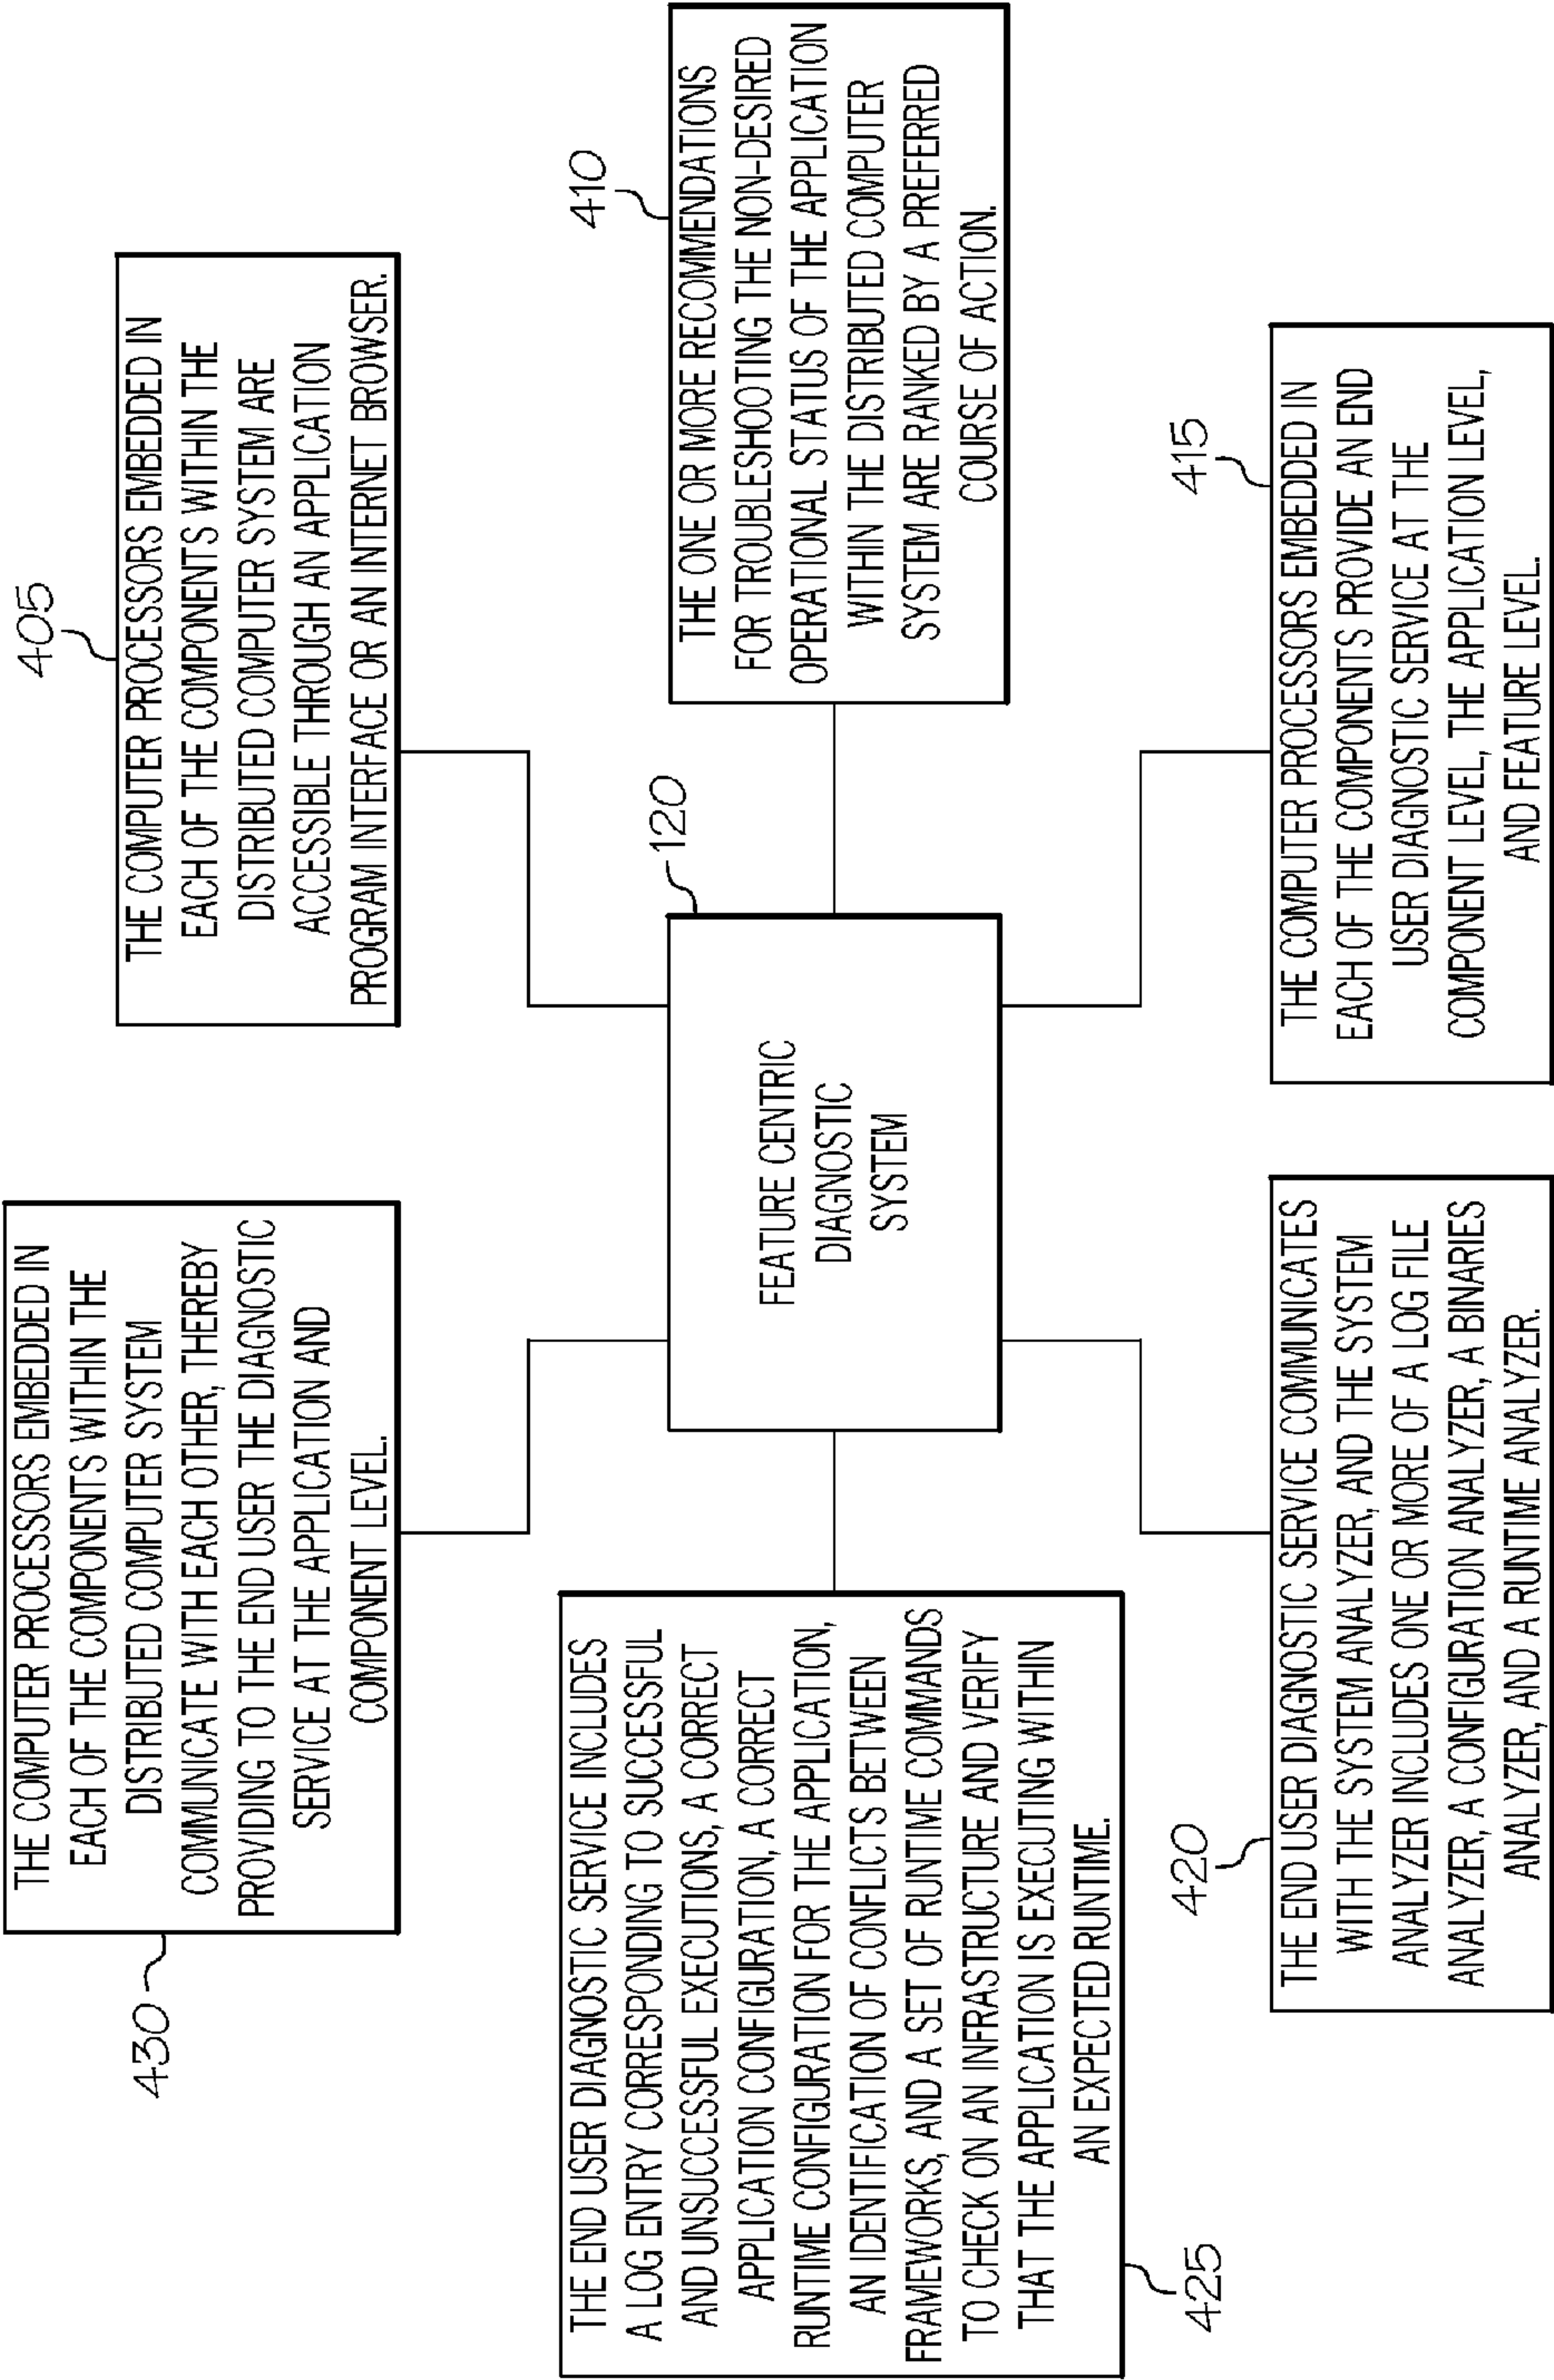 430
THE COMPUTER PROCESSORS EMBEDDED IN
EACH OF THE COMPONENTS WITHIN THE
DISTRIBUTED COMPUTER SYSTEM
COMMUNICATE WITH EACH OTHER, THEREBY
PROVIDING TO THE END USER THE DIAGNOSTIC
SERVICE AT THE APPLICATION AND
COMPONENT LEVEL.
405
THE COMPUTER PROCESSORS EMBEDDED IN
EACH OF THE COMPONENTS WITHIN THE
DISTRIBUTED COMPUTER SYSTEM ARE
ACCESSIBLE THROUGH AN APPLICATION
PROGRAM INTERFACE OR AN INTERNET BROWSER.
425
THE END USER DIAGNOSTIC SERVICE INCLUDES
A LOG ENTRY CORRESPONDING TO SUCCESSFUL
AND UNSUCCESSFUL EXECUTIONS, A CORRECT
APPLICATION CONFIGURATION, A CORRECT
RUNTIME CONFIGURATION FOR THE APPLICATION,
AN IDENTIFICATION OF CONFLICTS BETWEEN
FRAMEWORKS, AND A SET OF RUNTIME COMMANDS
TO CHECK ON AN INFRASTRUCTURE AND VERIFY
THAT THE APPLICATION IS EXECUTING WITHIN
AN EXPECTED RUNTIME.
120
FEATURE CENTRIC
DIAGNOSTIC
SYSTEM
410
THE ONE OR MORE RECOMMENDATIONS
FOR TROUBLESHOOTING THE NON-DESIRED
OPERATIONAL STATUS OF THE APPLICATION
WITHIN THE DISTRIBUTED COMPUTER
SYSTEM ARE RANKED BY A PREFERRED
COURSE OF ACTION.
420
THE END USER DIAGNOSTIC SERVICE COMMUNICATES
WITH THE SYSTEM ANALYZER, AND THE SYSTEM
ANALYZER INCLUDES ONE OR MORE OF A LOG FILE
ANALYZER, A CONFIGURATION ANALYZER, A BINARIES
ANALYZER, AND A RUNTIME ANALYZER.
415
THE COMPUTER PROCESSORS EMBEDDED IN
EACH OF THE COMPONENTS PROVIDE AN END
USER DIAGNOSTIC SERVICE AT THE
COMPONENT LEVEL, THE APPLICATION LEVEL,
AND FEATURE LEVEL.